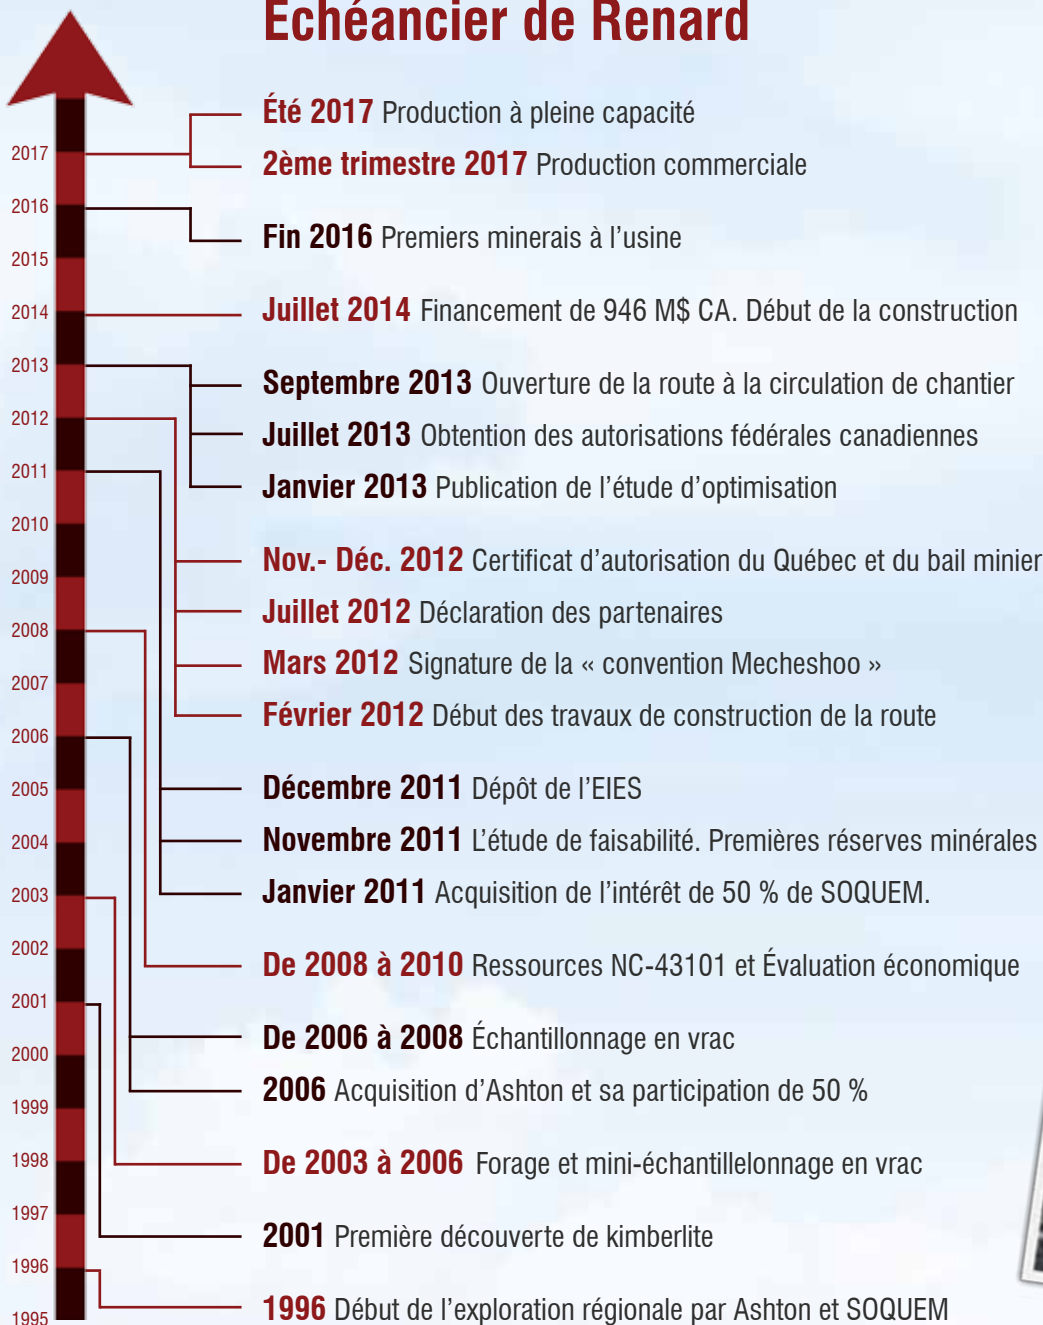 Échéancier de Renard
Été 2017 Production à pleine capacité
2017
2ème trimestre 2017 Production commerciale
2016
Fin 2016 Premiers minerais à l'usine
2015
2014
Juillet 2014 Financement de 946 M$ CA. Début de la construction
2013
Septembre 2013 Ouverture de la route à la circulation de chantier
2012
Juillet 2013 Obtention des autorisations fédérales canadiennes
2011
Janvier 2013 Publication de l'étude d'optimisation
2010
Nov.- Déc. 2012 Certificat d'autorisation du Québec et du bail minier
2009
Juillet 2012 Déclaration des partenaires
2008
Mars 2012 Signature de la « convention Mecheshoo »
2007
Février 2012 Début des travaux de construction de la route
2006
Décembre 2011 Dépôt de l'EIES
2005
Novembre 2011 L'étude de faisabilité. Premières réserves minérales
2004
Janvier 2011 Acquisition de l'intérêt de 50 % de SOQUEM.
2003
2002
De 2008 à 2010 Ressources NC-43101 et Évaluation économique
2001
De 2006 à 2008 Échantillonnage en vrac
2000
2006 Acquisition d'Ashton et sa participation de 50 %
1999
1998
De 2003 à 2006 Forage et mini-échantillelonnage en vrac
1997
2001 Première découverte de kimberlite
1996
1996 Début de l'exploration régionale par Ashton et SOQUEM
1995